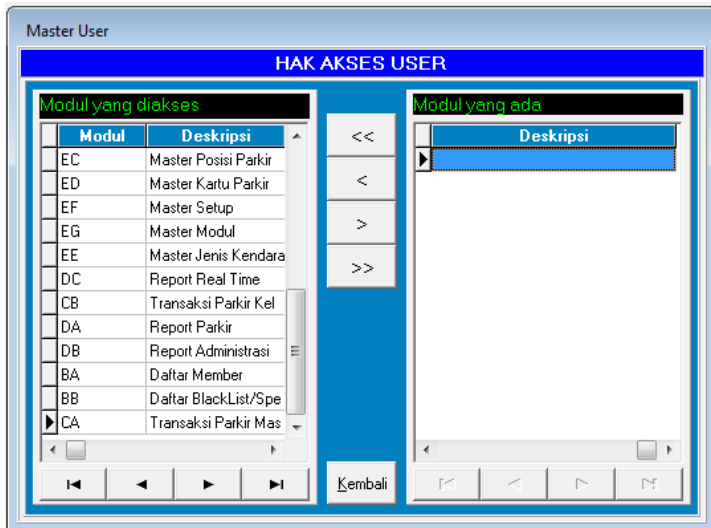 Master User
HAK AKSES USER
Modul yang diakses
Modul Deskripsi
EC Master Posisi Parkir
ED Master Kartu Parkir
EF Master Setup
EG Master Modul
EE Master Jenis Kendara
DC Report Real Time
CB Transaksi Parkir Kel
DA Report Parkir
DB Report Administrasi
BA Daftar Member
BB Daftar BlackList/Spe
CA Transaksi Parkir Mas
<<
<
>
>>
Kembali
Modul yang ada
Deskripsi